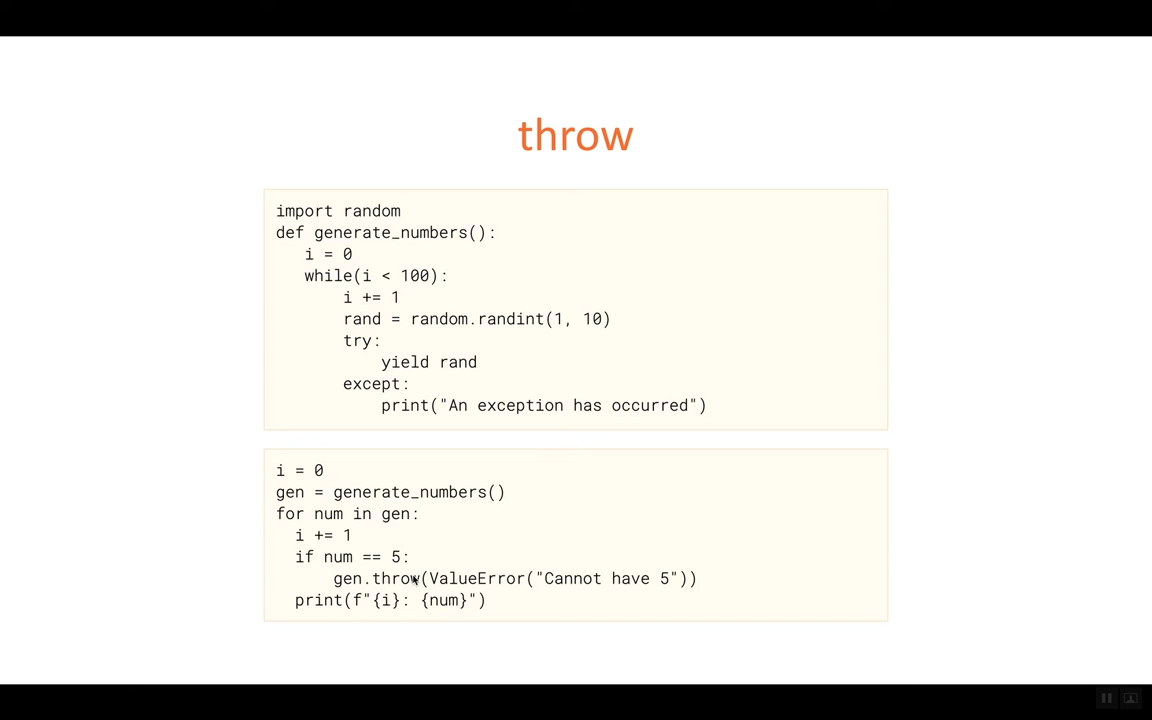 throw
import random
def generate_numbers():
   i = 0
   while(i < 100):
       i += 1
       rand = random.randint(1, 10)
       try:
           yield rand
       except:
           print("An exception has occurred")
i = 0
gen = generate_numbers()
for num in gen:
  i += 1
  if num == 5:
      gen.throw(ValueError("Cannot have 5"))
  print(f"{i}: {num}")